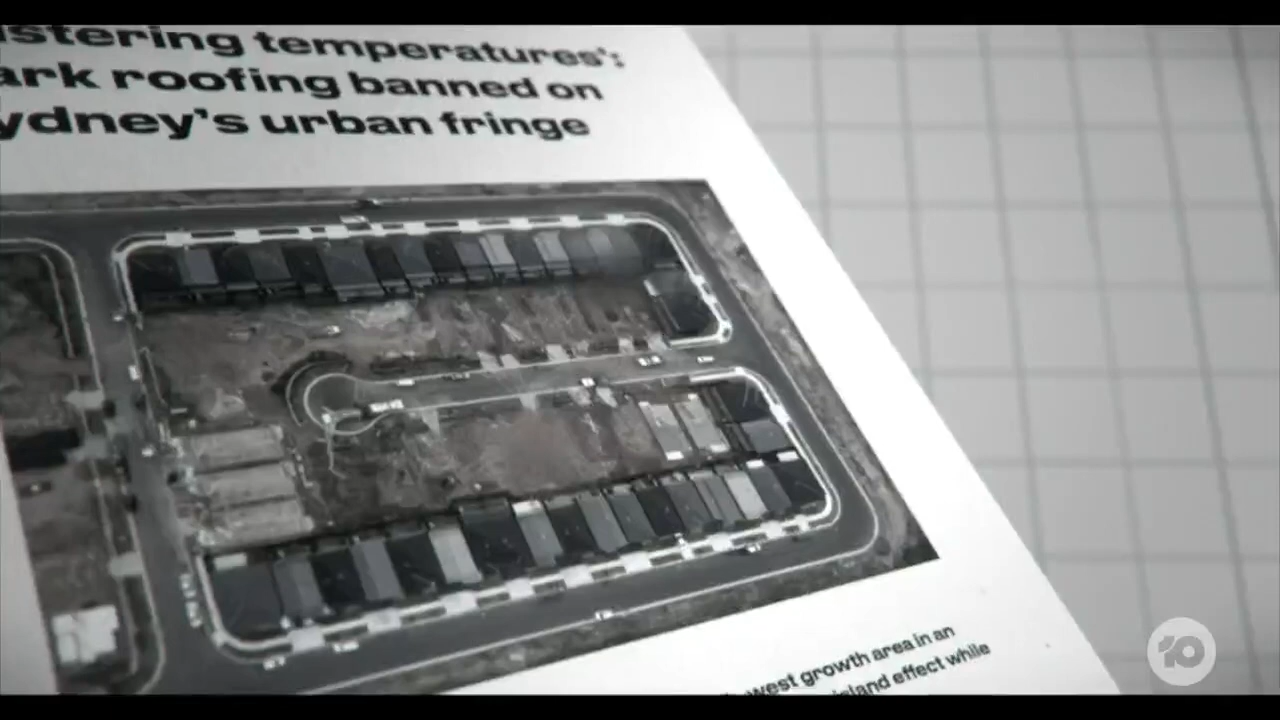 istering temperatures';
ark roofing banned on
ydney's urban fringe
west growth area in an
island effect while
10